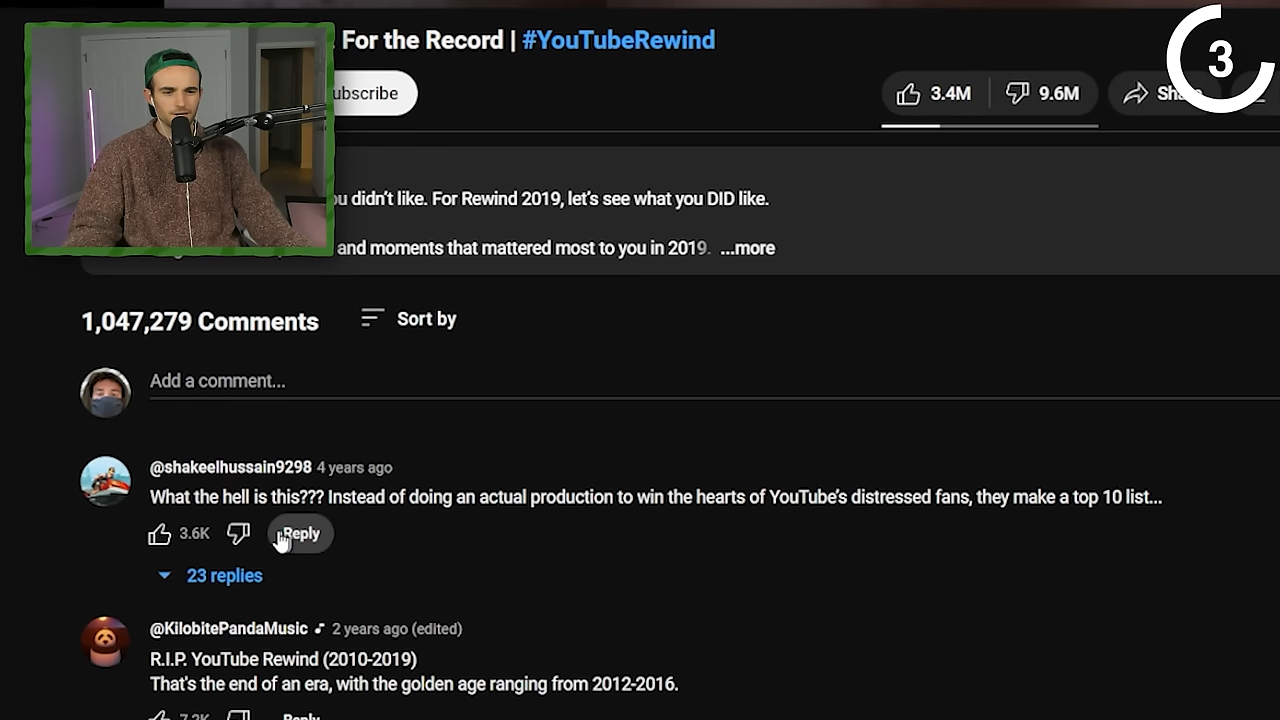 For the Record | #YouTubeRewind
3
3.4M
9.6M
didn't like. For Rewind 2019, let's see what you DID like.
and moments that mattered most to you in 2019. ...more
1,047,279 Comments
Sort by
Add a comment...
@shakeelhussain9298 4 years ago
What the hell is this??? Instead of doing an actual production to win the hearts of YouTube's distressed fans, they make a top 10 list...
3.6K
Reply
23 replies
@KilobitePandaMusic 2 years ago (edited)
R.I.P. YouTube Rewind (2010-2019)
That's the end of an era, with the golden age ranging from 2012-2016.
7.2K
Reply